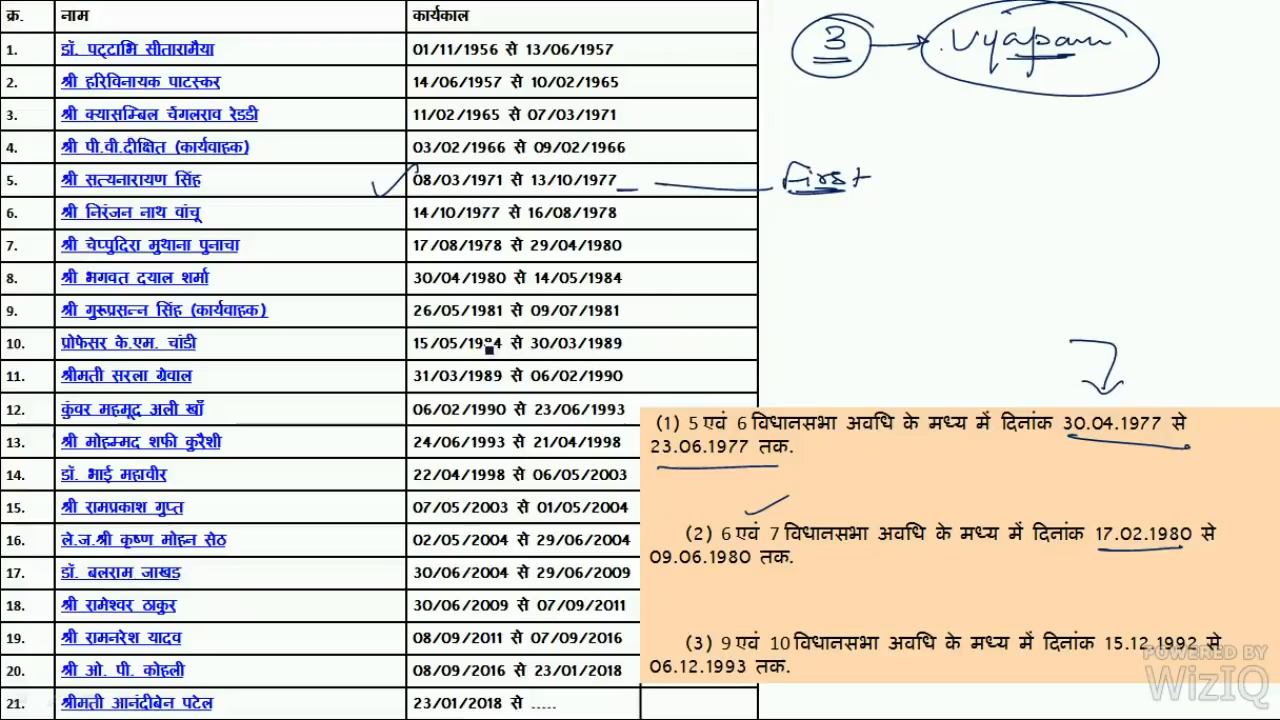 क्र. नाम कार्यकाल
1. डॉ. पट्टाभि सीतारामैया 01/11/1956 से 13/06/1957
2. श्री हरिविनायक पाटस्कर 14/06/1957 से 10/02/1965
3. श्री क्यासम्बिल चेंगलराव रेडडी 11/02/1965 से 07/03/1971
4. श्री पी.वी.दीक्षित (कार्यवाहक) 03/02/1966 से 09/02/1966
5. श्री सत्यनारायण सिंह 08/03/1971 से 13/10/1977
6. श्री निरंजन नाथ वांचू 14/10/1977 से 16/08/1978
7. श्री चेप्पुदिरा मुथाना पुनाचा 17/08/1978 से 29/04/1980
8. श्री भगवत दयाल शर्मा 30/04/1980 से 14/05/1984
9. श्री गुरूप्रसन्न सिंह (कार्यवाहक) 26/05/1981 से 09/07/1981
10. प्रोफेसर के.एम. चांडी 15/05/1984 से 30/03/1989
11. श्रीमती सरला ग्रेवाल 31/03/1989 से 06/02/1990
12. कुंवर महमूद अली खाँ 06/02/1990 से 23/06/1993
13. श्री मोहम्मद शफी कुरैशी 24/06/1993 से 21/04/1998
14. डॉ. भाई महावीर 22/04/1998 से 06/05/2003
15. श्री रामप्रकाश गुप्त 07/05/2003 से 01/05/2004
16. ले.ज.श्री कृष्ण मोहन सेठ 02/05/2004 से 29/06/2004
17. डॉ. बलराम जाखड 30/06/2004 से 29/06/2009
18. श्री रामेश्वर ठाकुर 30/06/2009 से 07/09/2011
19. श्री रामनरेश यादव 08/09/2011 से 07/09/2016
20. श्री ओ. पी. कोहली 08/09/2016 से 23/01/2018
21. श्रीमती आनंदीबेन पटेल 23/01/2018 से .....
3 Vyapam
First
(1) 5 एवं 6 विधानसभा अवधि के मध्य में दिनांक 30.04.1977 से
23.06.1977 तक.
(2) 6 एवं 7 विधानसभा अवधि के मध्य में दिनांक 17.02.1980 से
09.06.1980 तक.
(3) 9 एवं 10 विधानसभा अवधि के मध्य में दिनांक 15.12.1992 से
06.12.1993 तक.
POWERED BY
WizIQ